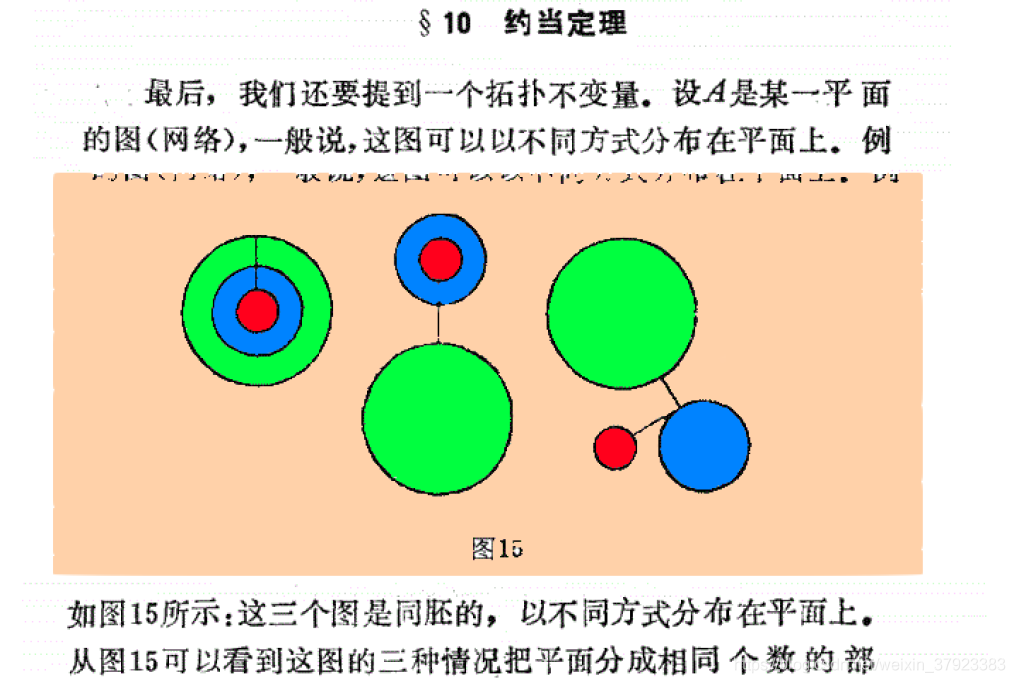 § 10 约当定理
最后，我们还要提到一个拓扑不变量．设A是某一平面
的图(网络)，一般说，这图可以以不同方式分布在平面上．例
图15
如图15所示：这三个图是同胚的，以不同方式分布在平面上。
从图15可以看到这图的三种情况把平面分成相同个数的部
weixin_37923383